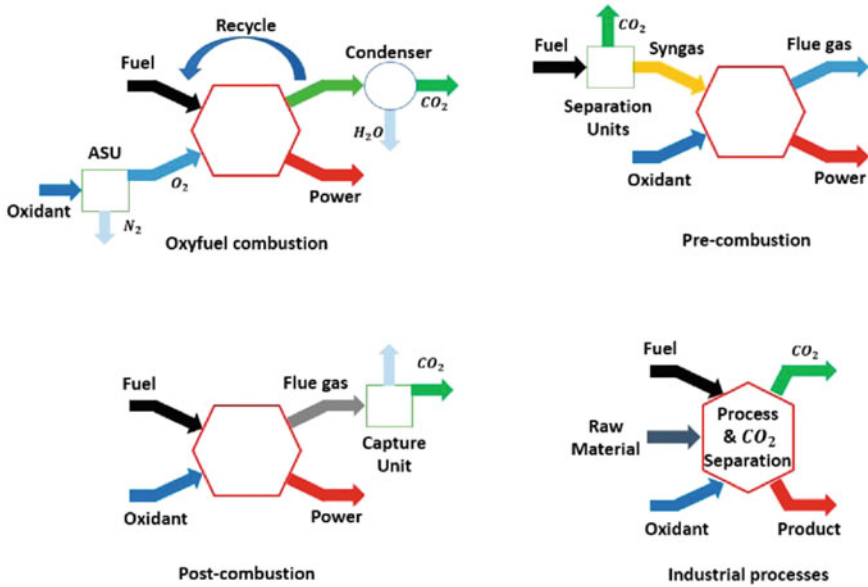 Recycle
Fuel
Condenser
CO₂
H₂O
ASU
O₂
Oxidant
N₂
Power
Oxyfuel combustion
CO₂
Fuel
Syngas
Flue gas
Separation
Units
Oxidant
Power
Pre-combustion
Fuel
Flue gas
CO₂
Capture
Unit
Oxidant
Power
Post-combustion
Fuel
CO₂
Raw
Material
Process
& CO₂
Separation
Oxidant
Product
Industrial processes